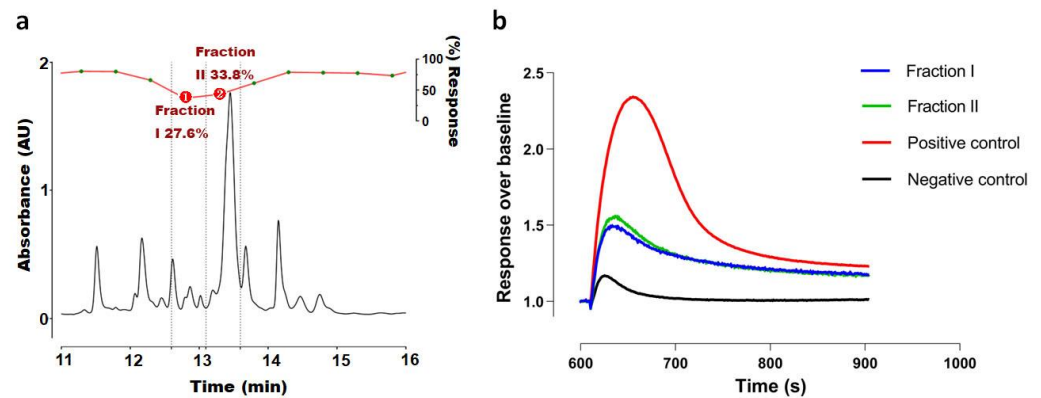 a
b
Fraction
II 33.8%
Fraction
I 27.6%
1
2
2
1
0
Absorbance (AU)
100
50
0
(%) Response
11
12
13
14
15
16
Time (min)
2.5
2.0
1.5
1.0
Response over baseline
Fraction I
Fraction II
Positive control
Negative control
600
700
800
900
1000
Time (s)